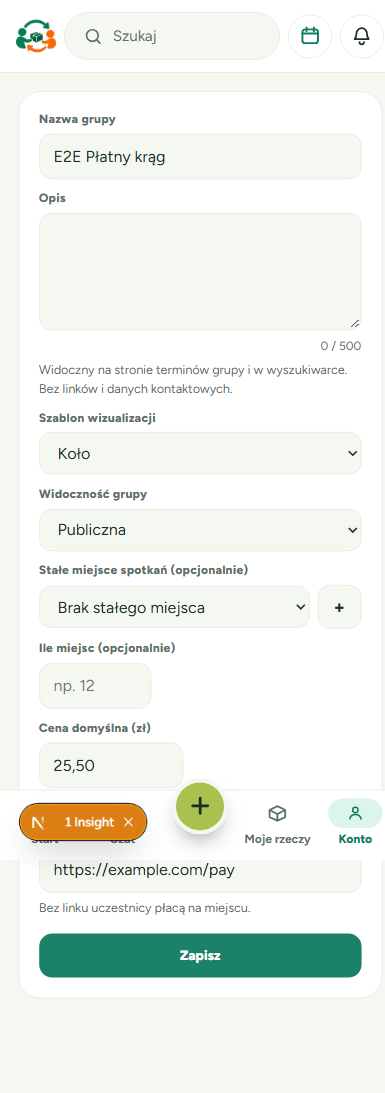 Szukaj
Nazwa grupy
E2E Płatny krąg
Opis
0 / 500
Widoczny na stronie terminów grupy i w wyszukiwarce.
Bez linków i danych kontaktowych.
Szablon wizualizacji
Koło
Widoczność grupy
Publiczna
Stałe miejsce spotkań (opcjonalnie)
Brak stałego miejsca
+
Ile miejsc (opcjonalnie)
np. 12
Cena domyślna (zł)
25,50
N 1 Insight
Moje rzeczy
Konto
https://example.com/pay
Bez linku uczestnicy płacą na miejscu.
Zapisz